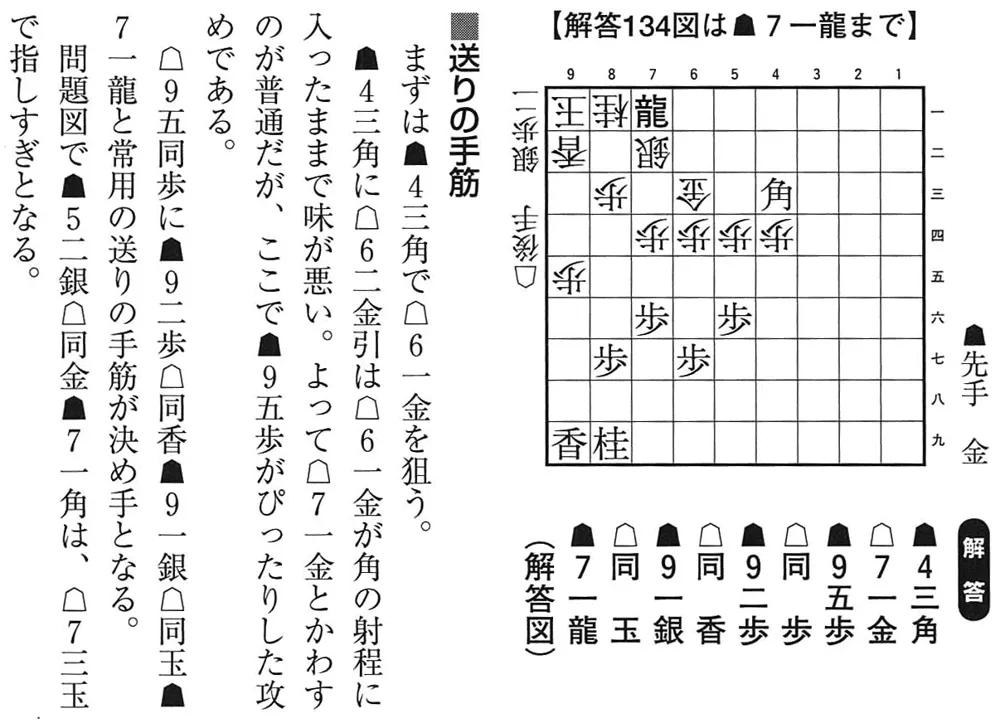 【解答134図は☗７一龍まで】
９ ８ ７ ６ ５ ４ ３ ２ １
王 桂 龍 一
香 銀 二
歩 金 角 三
歩 歩 歩 歩 四
歩 五
歩 歩 六
歩 歩 七
八
香 桂 九
☗先手 金
☖後手 銀歩二
解答
☗４三角
☖７一金
☗９五歩
☖同 歩
☗９二歩
☖同 香
☗９一銀
☖同 玉
☗７一龍
（解答図）
■送りの手筋
まずは☗４三角で☖６一金を狙う。
☗４三角に☖６二金引は☖６一金が角の射程に
入ったままで味が悪い。よって☖７一金とかわす
のが普通だが、ここで☗９五歩がぴったりした攻
めである。
☖９五同歩に☗９二歩☖同香☗９一銀☖同玉☗
７一龍と常用の送りの手筋が決め手となる。
問題図で☗５二銀☖同金☗７一角は、☖７三玉
で指しすぎとなる。